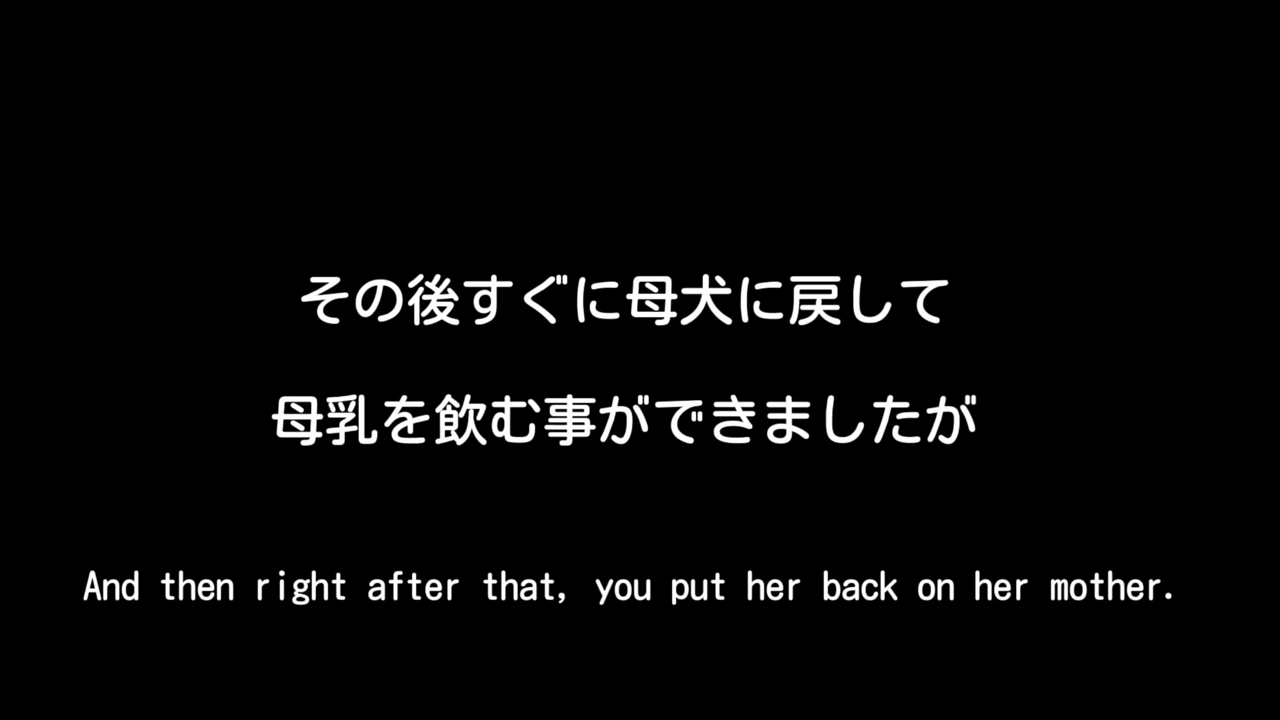 その後すぐに母犬に戻して
母乳を飲む事ができましたが
And then right after that, you put her back on her mother.